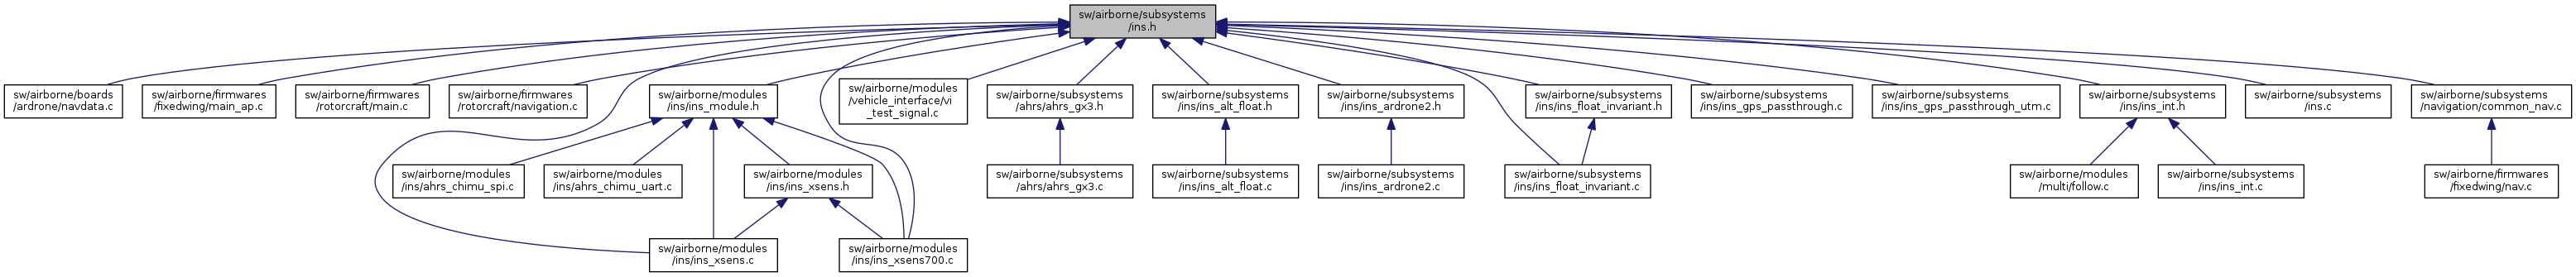 sw/airborne/subsystems
/ins.h
sw/airborne/boards
/ardrone/navdata.c
sw/airborne/firmwares
/fixedwing/main_ap.c
sw/airborne/firmwares
/rotorcraft/main.c
sw/airborne/firmwares
/rotorcraft/navigation.c
sw/airborne/modules
/ins/ins_module.h
sw/airborne/modules
/vehicle_interface/vi
_test_signal.c
sw/airborne/subsystems
/ahrs/ahrs_gx3.h
sw/airborne/subsystems
/ins/ins_alt_float.h
sw/airborne/subsystems
/ins/ins_ardrone2.h
sw/airborne/subsystems
/ins/ins_float_invariant.h
sw/airborne/subsystems
/ins/ins_gps_passthrough.c
sw/airborne/subsystems
/ins/ins_gps_passthrough_utm.c
sw/airborne/subsystems
/ins/ins_int.h
sw/airborne/subsystems
/ins.c
sw/airborne/subsystems
/navigation/common_nav.c
sw/airborne/modules
/ins/ahrs_chimu_spi.c
sw/airborne/modules
/ins/ahrs_chimu_uart.c
sw/airborne/modules
/ins/ins_xsens.h
sw/airborne/subsystems
/ahrs/ahrs_gx3.c
sw/airborne/subsystems
/ins/ins_alt_float.c
sw/airborne/subsystems
/ins/ins_ardrone2.c
sw/airborne/subsystems
/ins/ins_float_invariant.c
sw/airborne/modules
/multi/follow.c
sw/airborne/subsystems
/ins/ins_int.c
sw/airborne/firmwares
/fixedwing/nav.c
sw/airborne/modules
/ins/ins_xsens.c
sw/airborne/modules
/ins/ins_xsens700.c